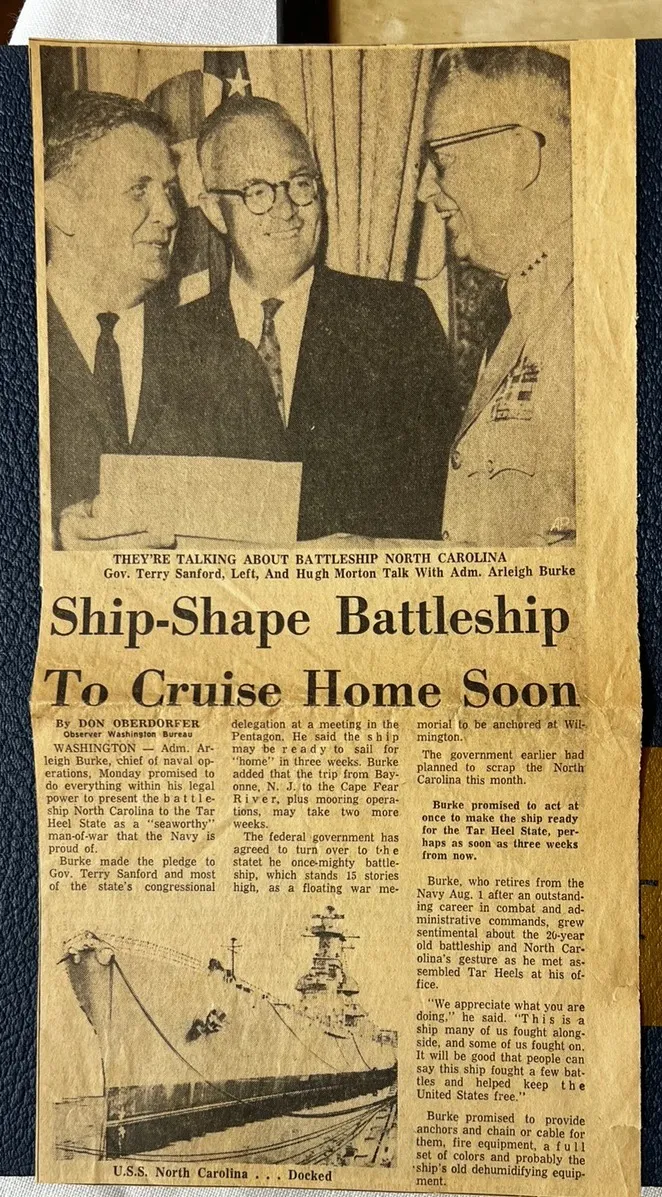 AP
THEY'RE TALKING ABOUT BATTLESHIP NORTH CAROLINA
Gov. Terry Sanford, Left, And Hugh Morton Talk With Adm. Arleigh Burke
Ship-Shape Battleship
To Cruise Home Soon
By DON OBERDORFER
Observer Washington Bureau
WASHINGTON — Adm. Ar-
leigh Burke, chief of naval op-
erations, Monday promised to
do everything within his legal
power to present the battle-
ship North Carolina to the Tar
Heel State as a "seaworthy"
man-of-war that the Navy is
proud of.
Burke made the pledge to
Gov. Terry Sanford and most
of the state's congressional
delegation at a meeting in the
Pentagon. He said the ship
may be ready to sail for
"home" in three weeks. Burke
added that the trip from Bay-
onne, N. J. to the Cape Fear
River, plus mooring opera-
tions, may take two more
weeks.
The federal government has
agreed to turn over to the
statet he once-mighty battle-
ship, which stands 15 stories
high, as a floating war me-
morial to be anchored at Wil-
mington.
The government earlier had
planned to scrap the North
Carolina this month.
Burke promised to act at
once to make the ship ready
for the Tar Heel State, per-
haps as soon as three weeks
from now.
Burke, who retires from the
Navy Aug. 1 after an outstand-
ing career in combat and ad-
ministrative commands, grew
sentimental about the 20-year
old battleship and North Car-
olina's gesture as he met as-
sembled Tar Heels at his of-
fice.
"We appreciate what you are
doing," he said. "This is a
ship many of us fought along-
side, and some of us fought on.
It will be good that people can
say this ship fought a few bat-
tles and helped keep the
United States free."
Burke promised to provide
anchors and chain or cable for
them, fire equipment, a full
set of colors and probably the
ship's old dehumidifying equip-
ment.
U.S.S. North Carolina . . . Docked